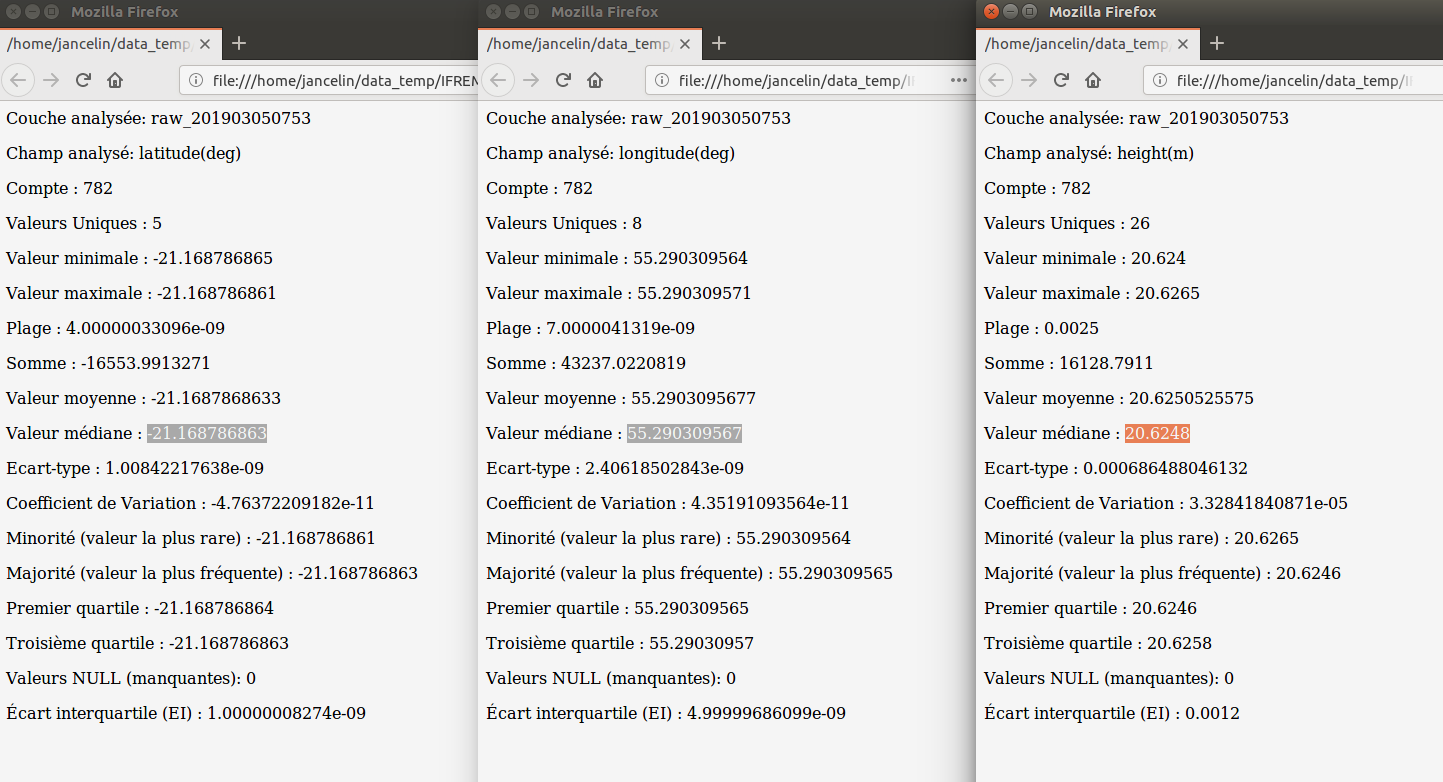 Mozilla Firefox
/home/jancelin/data_temp/
file:///home/jancelin/data_temp/IFREM
Couche analysée: raw_201903050753
Champ analysé: latitude(deg)
Compte : 782
Valeurs Uniques : 5
Valeur minimale : -21.168786865
Valeur maximale : -21.168786861
Plage : 4.00000033096e-09
Somme : -16553.9913271
Valeur moyenne : -21.1687868633
Valeur médiane : -21.168786863
Ecart-type : 1.00842217638e-09
Coefficient de Variation : -4.76372209182e-11
Minorité (valeur la plus rare) : -21.168786861
Majorité (valeur la plus fréquente) : -21.168786863
Premier quartile : -21.168786864
Troisième quartile : -21.168786863
Valeurs NULL (manquantes): 0
Écart interquartile (EI) : 1.00000008274e-09
Mozilla Firefox
/home/jancelin/data_temp/
file:///home/jancelin/data_temp/IF
Couche analysée: raw_201903050753
Champ analysé: longitude(deg)
Compte : 782
Valeurs Uniques : 8
Valeur minimale : 55.290309564
Valeur maximale : 55.290309571
Plage : 7.0000041319e-09
Somme : 43237.0220819
Valeur moyenne : 55.2903095677
Valeur médiane : 55.290309567
Ecart-type : 2.40618502843e-09
Coefficient de Variation : 4.35191093564e-11
Minorité (valeur la plus rare) : 55.290309564
Majorité (valeur la plus fréquente) : 55.290309565
Premier quartile : 55.290309565
Troisième quartile : 55.29030957
Valeurs NULL (manquantes): 0
Écart interquartile (EI) : 4.99999686099e-09
Mozilla Firefox
/home/jancelin/data_temp/
file:///home/jancelin/data_temp/I
Couche analysée: raw_201903050753
Champ analysé: height(m)
Compte : 782
Valeurs Uniques : 26
Valeur minimale : 20.624
Valeur maximale : 20.6265
Plage : 0.0025
Somme : 16128.7911
Valeur moyenne : 20.6250525575
Valeur médiane : 20.6248
Ecart-type : 0.000686488046132
Coefficient de Variation : 3.32841840871e-05
Minorité (valeur la plus rare) : 20.6265
Majorité (valeur la plus fréquente) : 20.6246
Premier quartile : 20.6246
Troisième quartile : 20.6258
Valeurs NULL (manquantes): 0
Écart interquartile (EI) : 0.0012